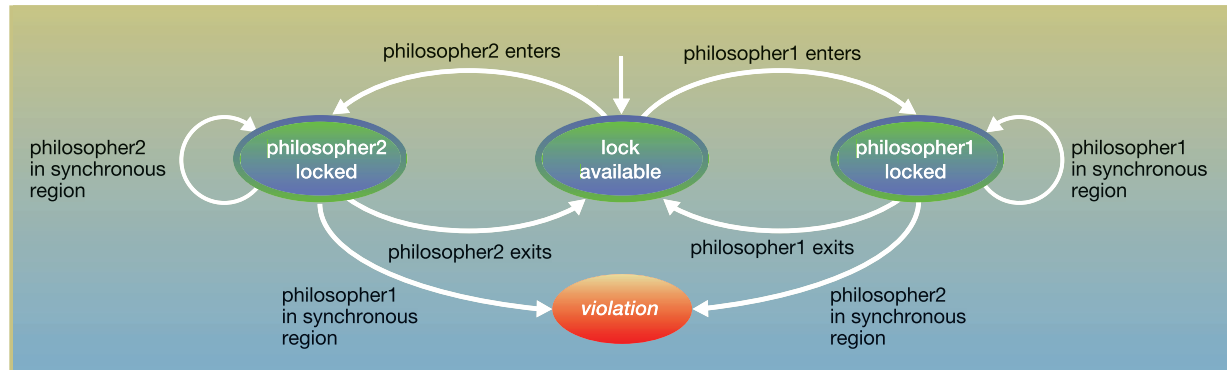 philosopher2 enters
philosopher1 enters
philosopher2
in synchronous
region
philosopher2
locked
lock
available
philosopher1
locked
philosopher1
in synchronous
region
philosopher2 exits
philosopher1 exits
philosopher1
in synchronous
region
violation
philosopher2
in synchronous
region